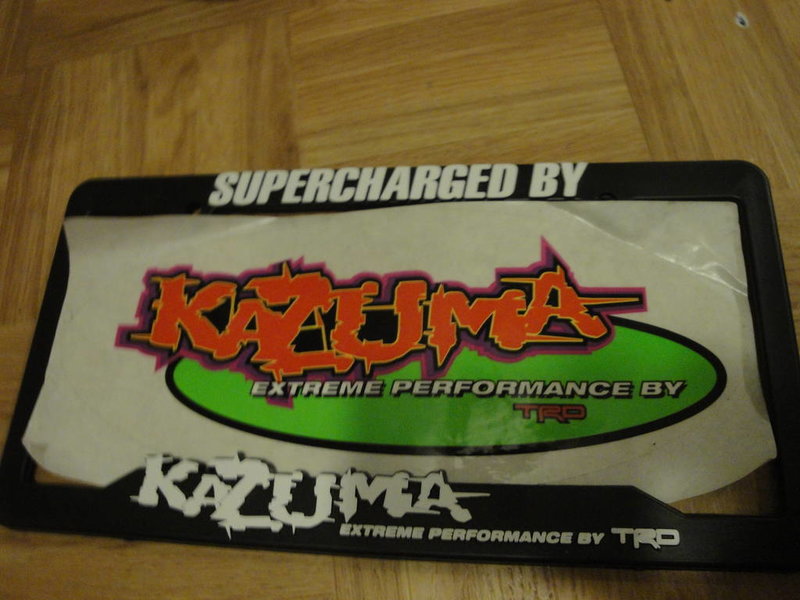 SUPERCHARGED BY
KAZUMA
EXTREME PERFORMANCE BY
TRD
KAZUMA
EXTREME PERFORMANCE BY TRD